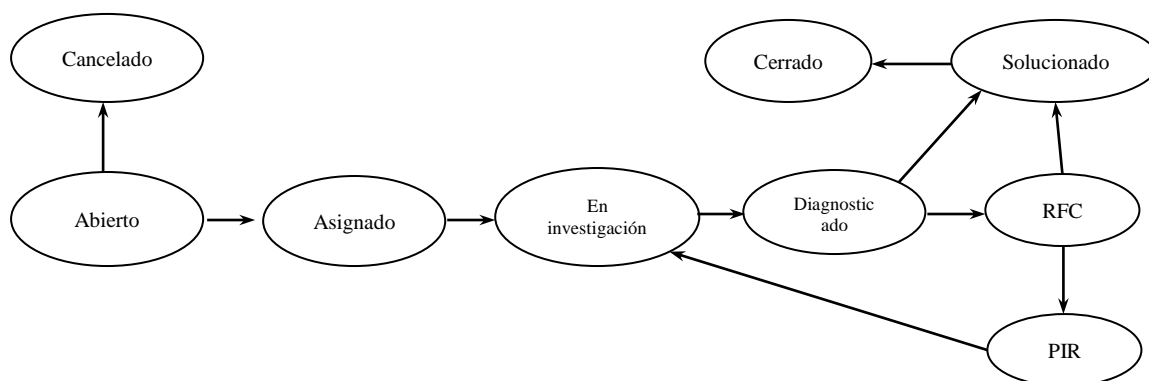 Cancelado
Cerrado
Solucionado
Abierto
Asignado
En
investigación
Diagnostic
ado
RFC
PIR